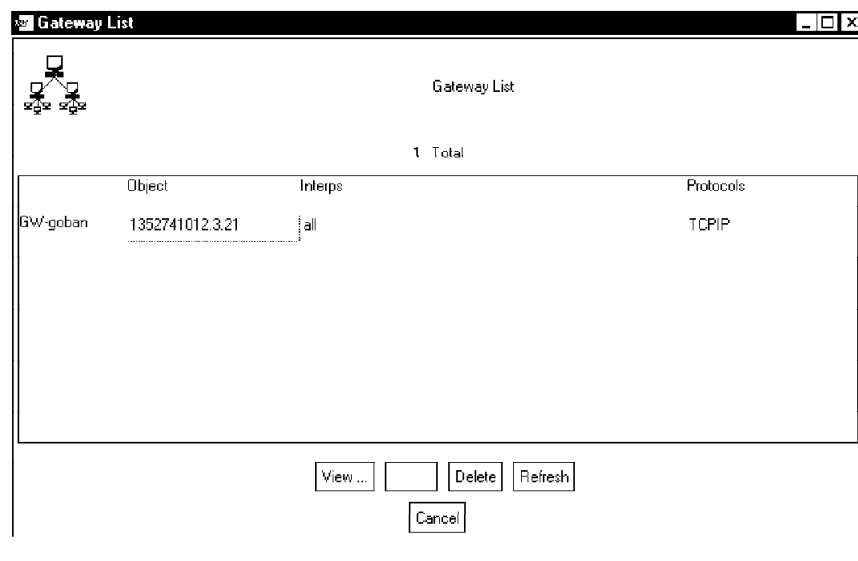 Gateway List
Gateway List
1 Total
Object Interps Protocols
GW-goban 1352741012.3.21 all TCPIP
View ... Delete Refresh
Cancel